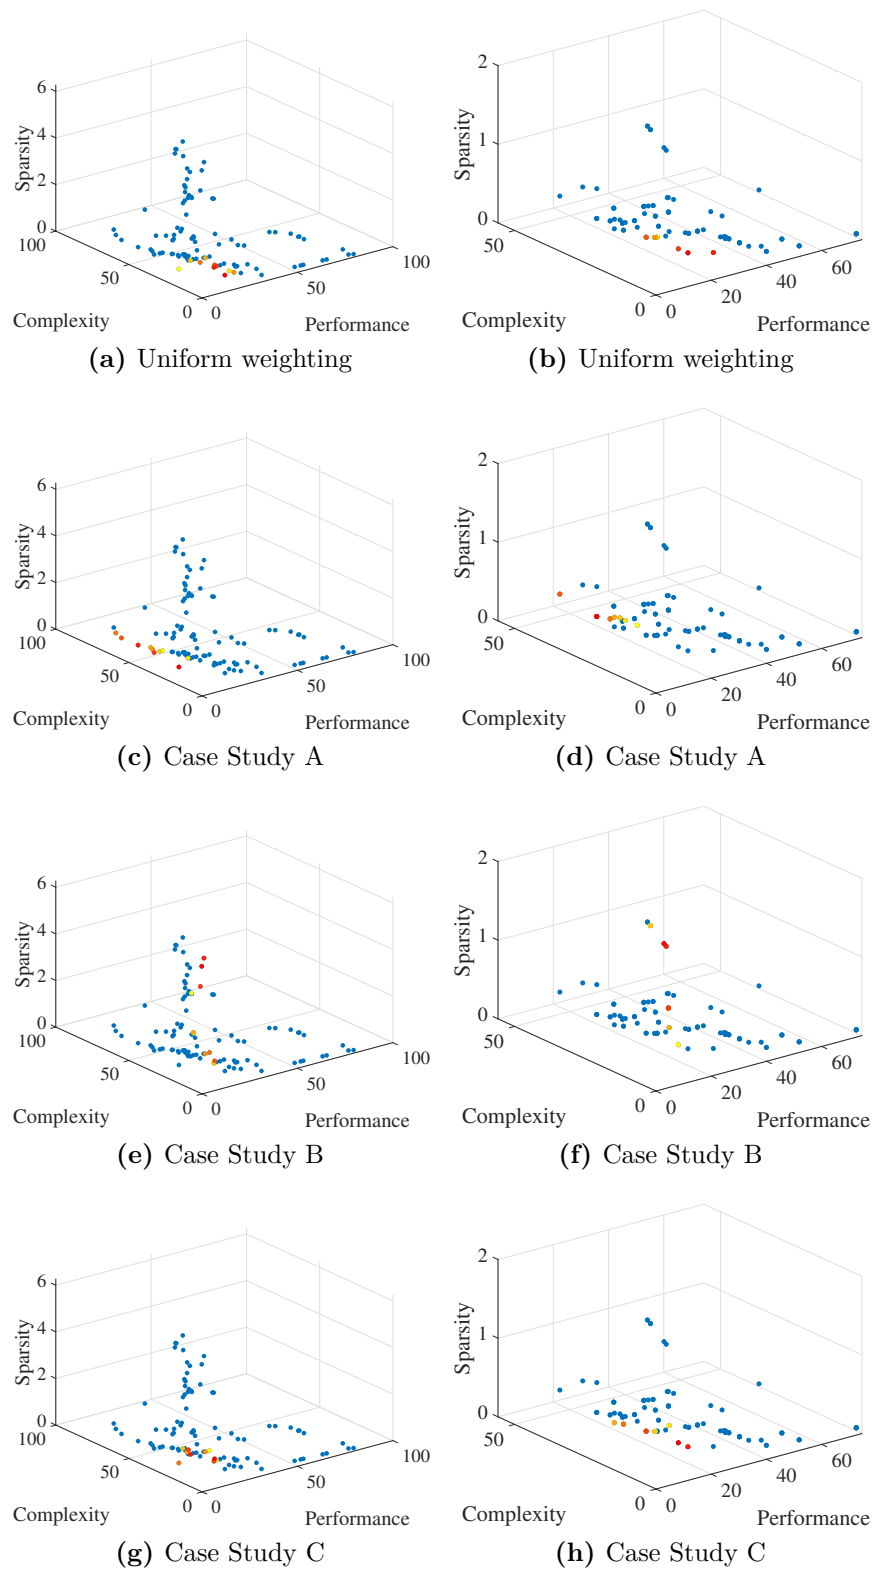 6
4
2
0
Sparsity
100
50
0
Complexity
0
50
100
Performance
(a) Uniform weighting
2
1
0
Sparsity
50
0
Complexity
0
20
40
60
Performance
(b) Uniform weighting
6
4
2
0
Sparsity
100
50
0
Complexity
0
50
100
Performance
(c) Case Study A
2
1
0
Sparsity
50
0
Complexity
0
20
40
60
Performance
(d) Case Study A
6
4
2
0
Sparsity
100
50
0
Complexity
0
50
100
Performance
(e) Case Study B
2
1
0
Sparsity
50
0
Complexity
0
20
40
60
Performance
(f) Case Study B
6
4
2
0
Sparsity
100
50
0
Complexity
0
50
100
Performance
(g) Case Study C
2
1
0
Sparsity
50
0
Complexity
0
20
40
60
Performance
(h) Case Study C